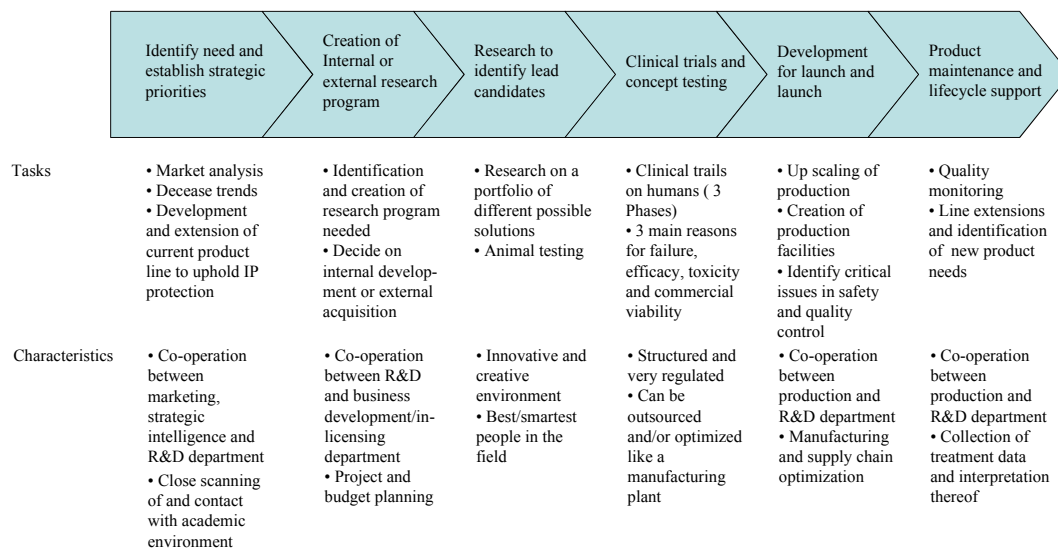 Identify need and
establish strategic
priorities
Creation of
Internal or
external research
program
Research to
identify lead
candidates
Clinical trials and
concept testing
Development
for launch and
launch
Product
maintenance and
lifecycle support
Tasks
• Market analysis
• Decease trends
• Development
and extension of
current product
line to uphold IP
protection
• Identification
and creation of
research program
needed
• Decide on
internal develop-
ment or external
acquisition
• Research on a
portfolio of
different possible
solutions
• Animal testing
• Clinical trails
on humans ( 3
Phases)
• 3 main reasons
for failure,
efficacy, toxicity
and commercial
viability
• Up scaling of
production
• Creation of
production
facilities
• Identify critical
issues in safety
and quality
control
• Quality
monitoring
• Line extensions
and identification
of new product
needs
Characteristics
• Co-operation
between
marketing,
strategic
intelligence and
R&D department
• Close scanning
of and contact
with academic
environment
• Co-operation
between R&D
and business
development/in-
licensing
department
• Project and
budget planning
• Innovative and
creative
environment
• Best/smartest
people in the
field
• Structured and
very regulated
• Can be
outsourced
and/or optimized
like a
manufacturing
plant
• Co-operation
between
production and
R&D department
• Manufacturing
and supply chain
optimization
• Co-operation
between
production and
R&D department
• Collection of
treatment data
and interpretation
thereof